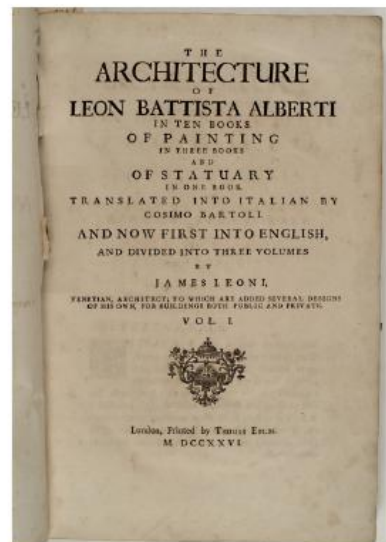 THE
ARCHITECTURE
OF
LEON BATTISTA ALBERTI
IN TEN BOOKS
OF PAINTING
IN THREE BOOKS
AND
OF STATUARY
IN ONE BOOK.
TRANSLATED INTO ITALIAN BY
COSIMO BARTOLI.
AND NOW FIRST INTO ENGLISH,
AND DIVIDED INTO THREE VOLUMES
BY
JAMES LEONI,
VENETIAN, ARCHITECT; TO WHICH ARE ADDED SEVERAL DESIGNS
OF HIS OWN, FOR BUILDINGS BOTH PUBLIC AND PRIVATE.
VOL. I.
London, Printed by THOMAS
M DCCXXVI.